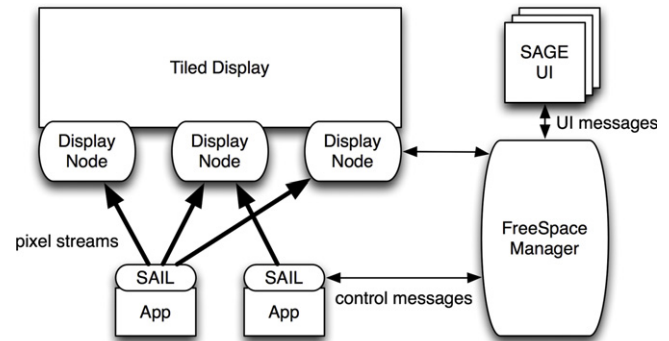 Tiled Display
SAGE
UI
Display
Node
Display
Node
Display
Node
UI messages
FreeSpace
Manager
pixel streams
SAIL
App
SAIL
App
control messages